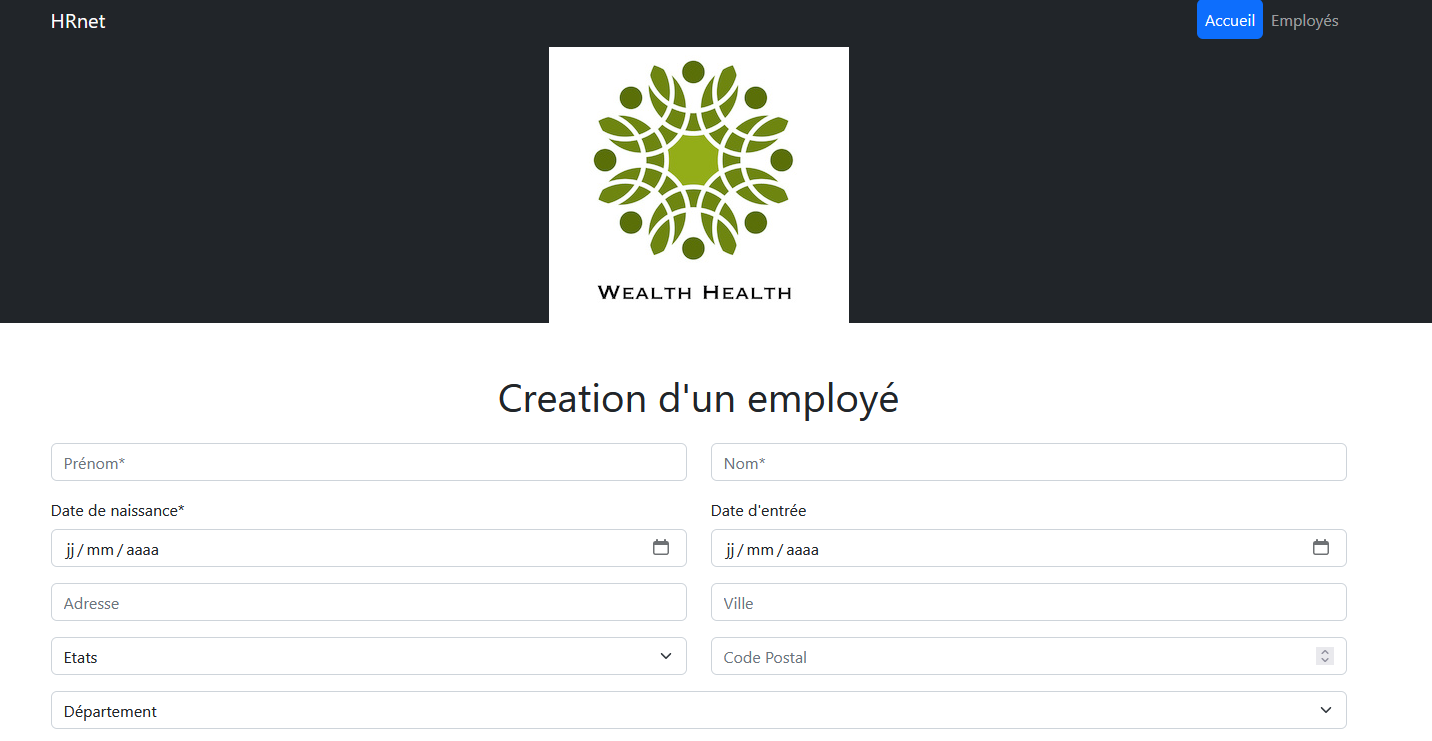 HRnet Accueil Employés
WEALTH HEALTH
Creation d'un employé
Prénom* Nom*
Date de naissance* Date d'entrée
jj/mm/aaaa jj/mm/aaaa
Adresse Ville
Etats Code Postal
Département